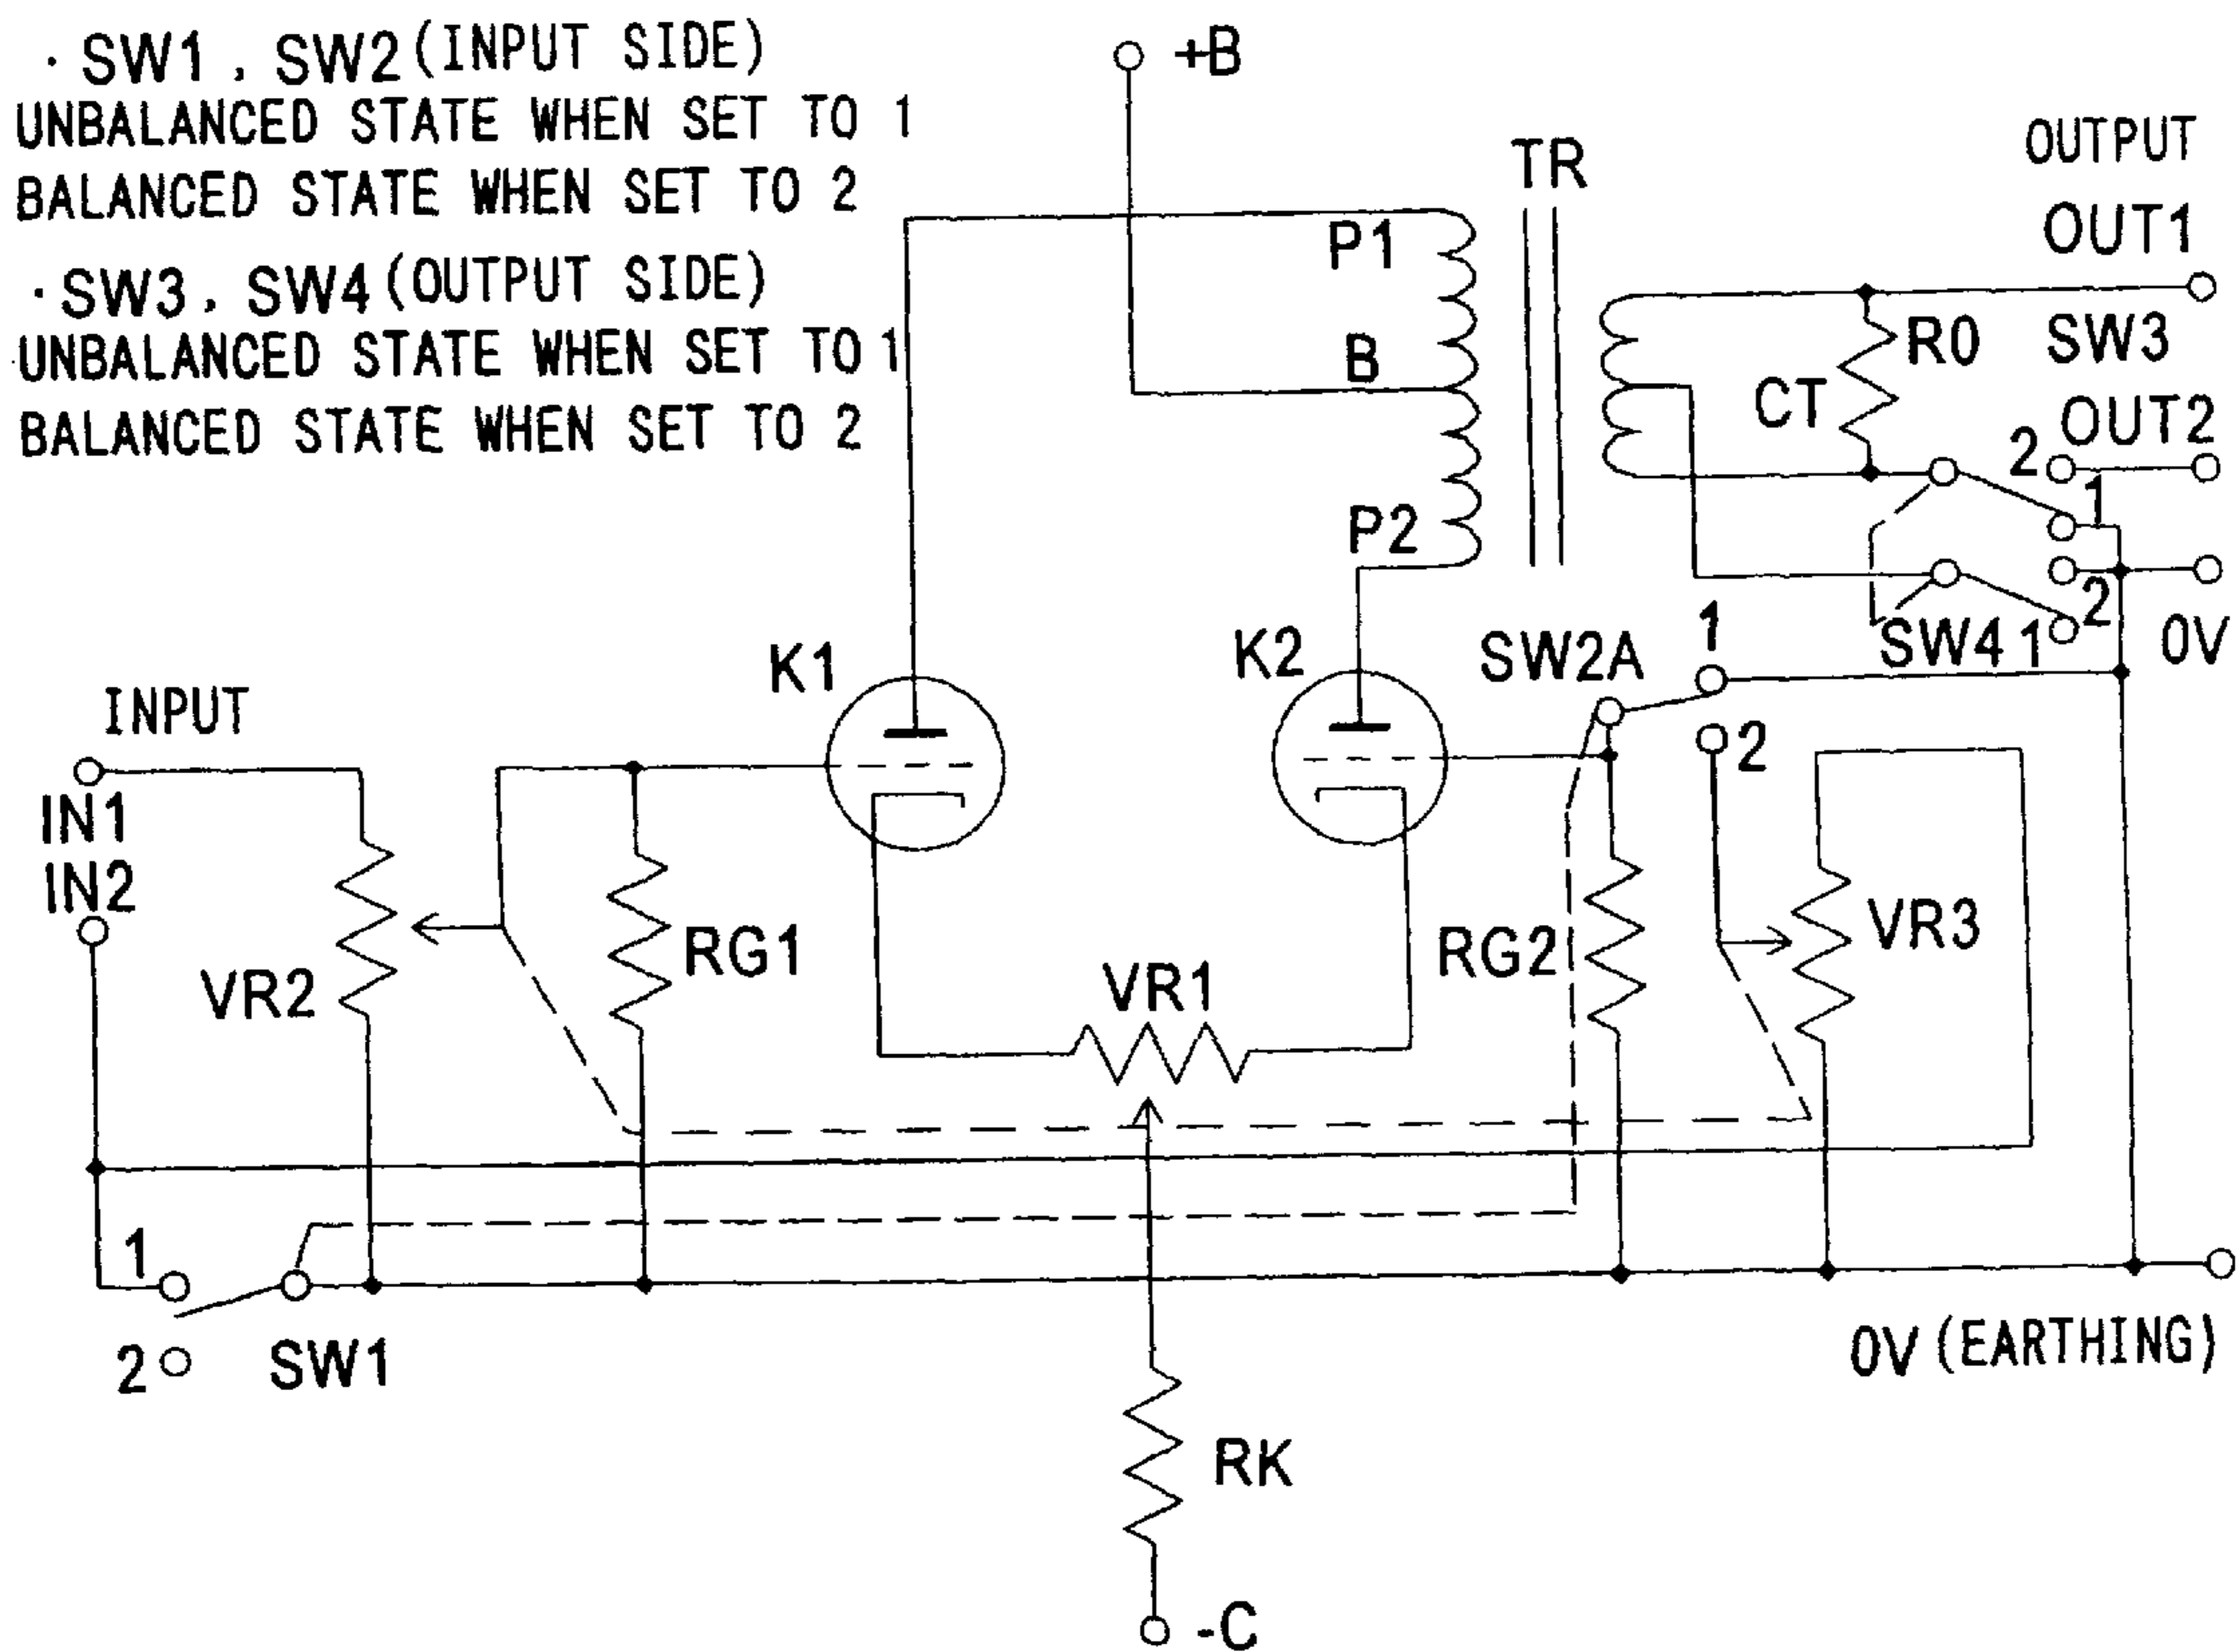 · SW1 , SW2 (INPUT SIDE)
UNBALANCED STATE WHEN SET TO 1
BALANCED STATE WHEN SET TO 2
· SW3 , SW4 (OUTPUT SIDE)
UNBALANCED STATE WHEN SET TO 1
BALANCED STATE WHEN SET TO 2
+B
TR
OUTPUT
OUT1
P1
B
P2
R0
SW3
CT
OUT2
2
1
2
SW4
1
0V
K1
K2
SW2A
1
2
INPUT
IN1
IN2
VR2
RG1
VR1
RG2
VR3
1
2
SW1
0V (EARTHING)
RK
-C